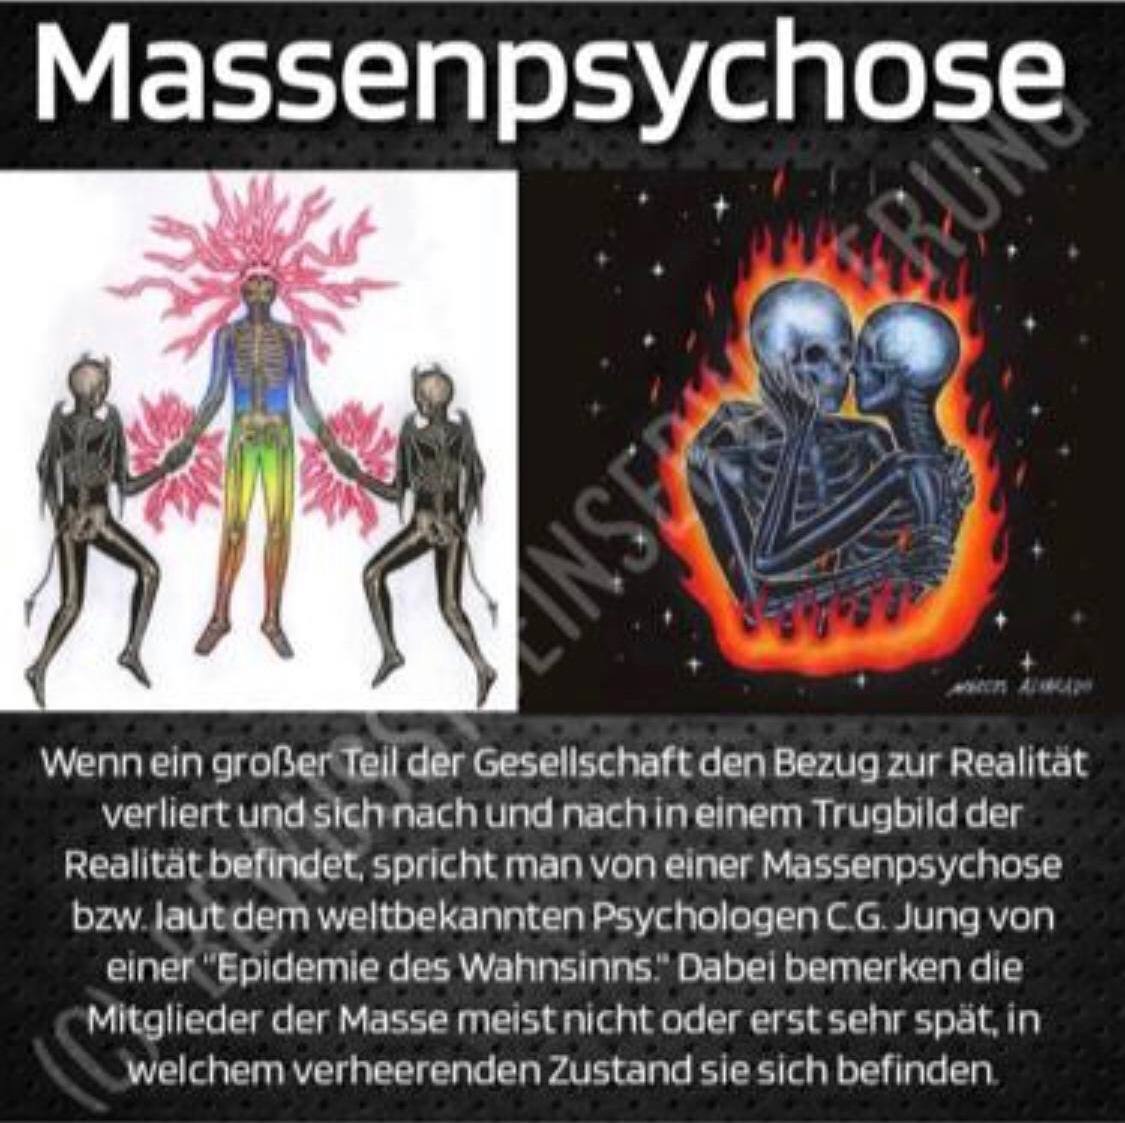 Massenpsychose
Wenn ein großer Teil der Gesellschaft den Bezug zur Realität
verliert und sich nach und nach in einem Trugbild der
Realität befindet, spricht man von einer Massenpsychose
bzw. laut dem weltbekannten Psychologen C.G. Jung von
einer "Epidemie des Wahnsinns." Dabei bemerken die
Mitglieder der Masse meist nicht oder erst sehr spät, in
welchem verheerenden Zustand sie sich befinden.